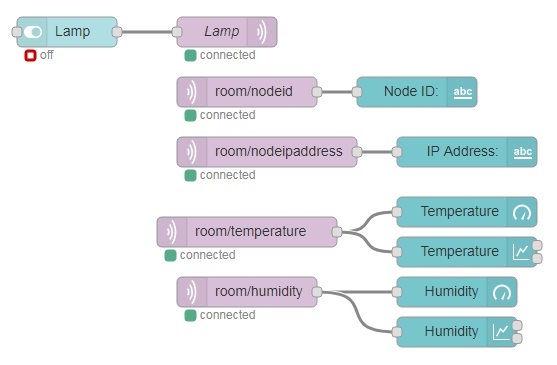 Lamp
Lamp
off
connected
room/nodeid
Node ID:
abc
connected
room/nodeipaddress
IP Address:
abc
connected
Temperature
room/temperature
Temperature
connected
room/humidity
Humidity
connected
Humidity